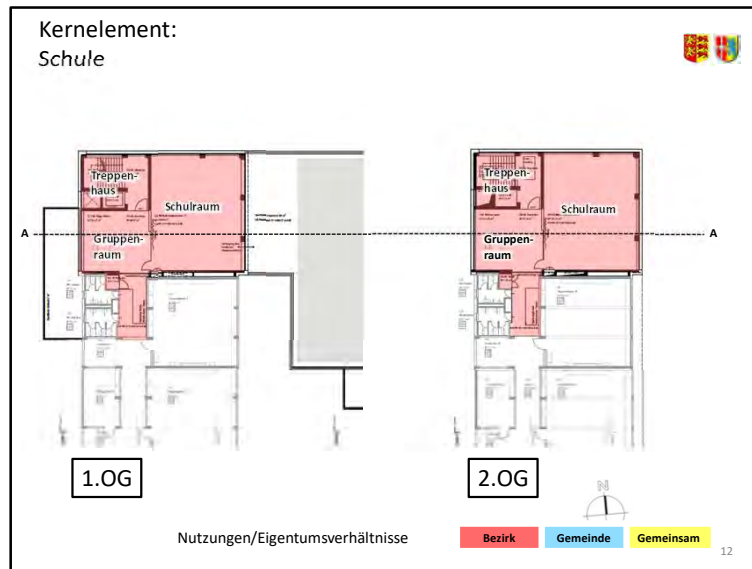 Kernelement:
Schule
Treppen-
haus
Schulraum
Gruppen-
raum
A
Treppen-
haus
Schulraum
Gruppen-
raum
A
1.OG
2.OG
N
Nutzungen/Eigentumsverhältnisse
Bezirk
Gemeinde
Gemeinsam
12